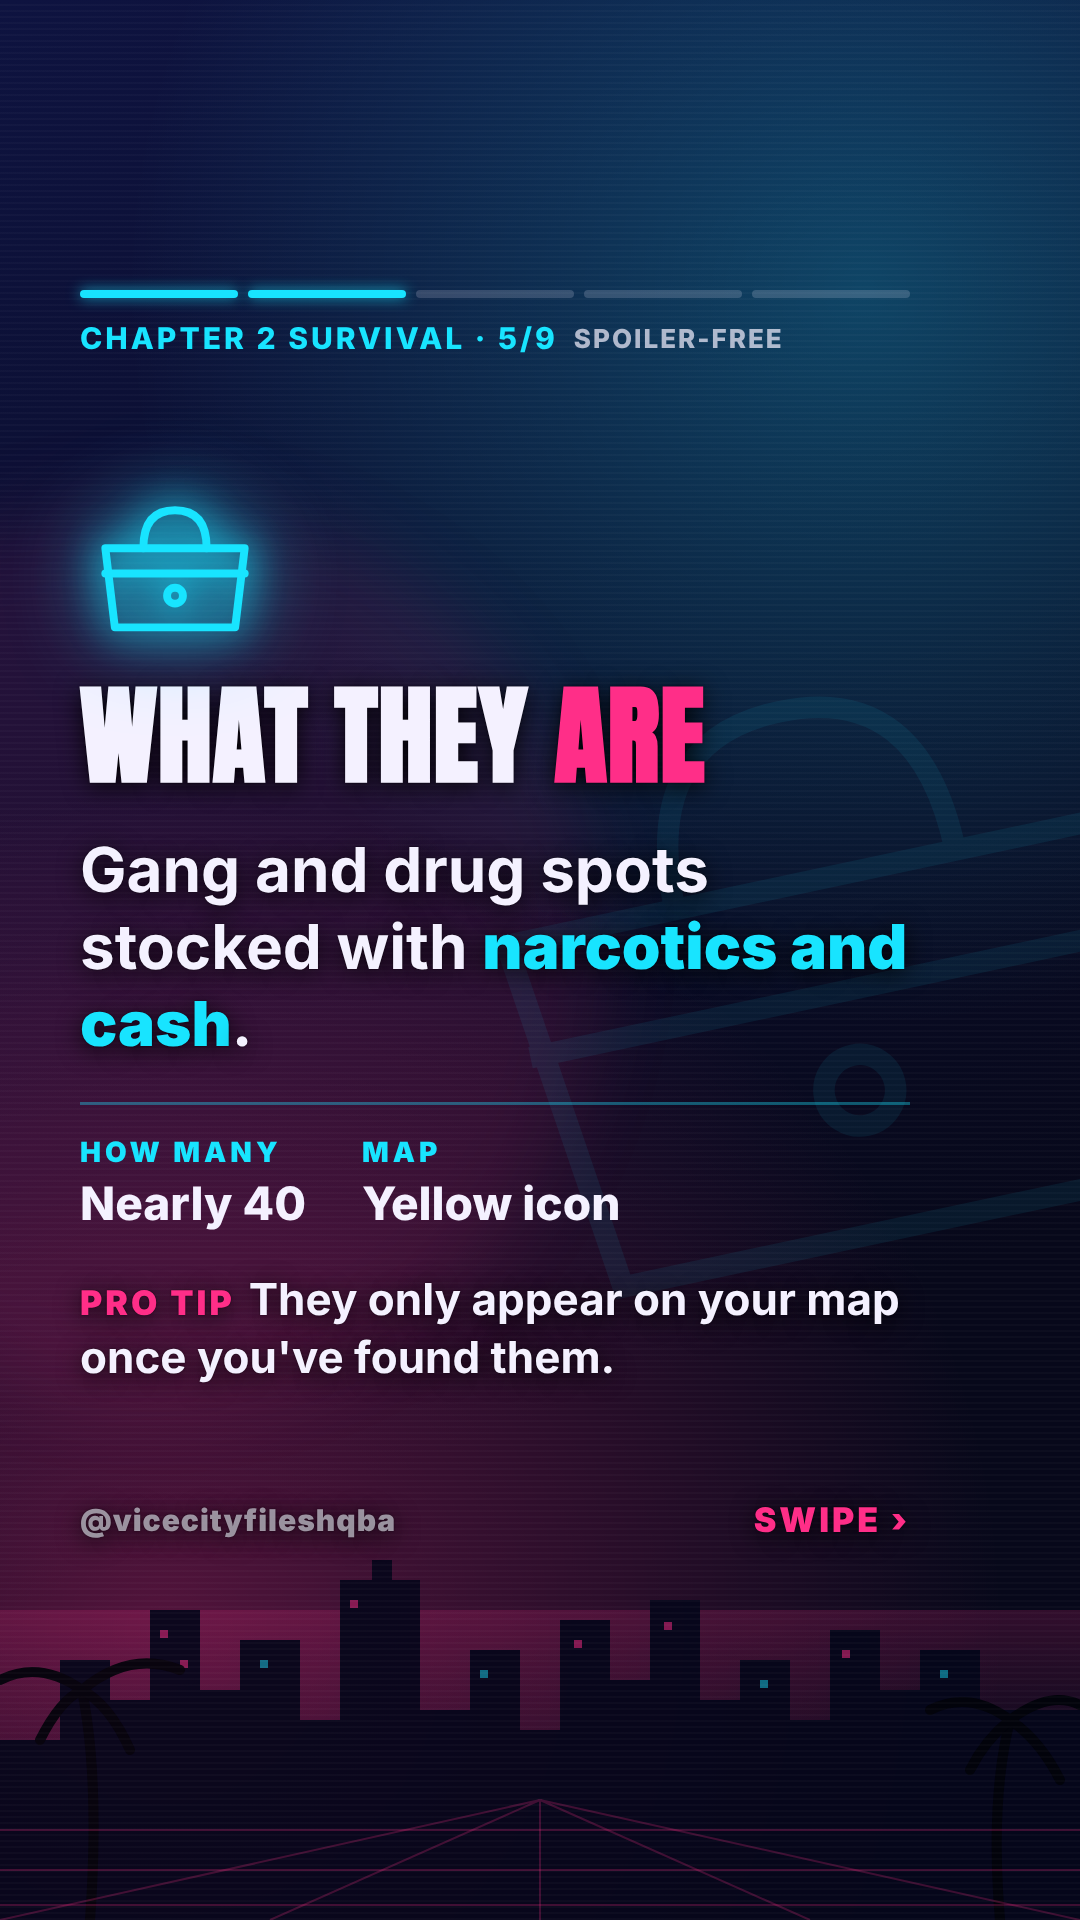 CHAPTER 2 SURVIVAL · 5/9 SPOILER-FREE
WHAT THEY ARE
Gang and drug spots
stocked with narcotics and
cash.
HOW MANY MAP
Nearly 40 Yellow icon
PRO TIP They only appear on your map
once you've found them.
@vicecityfileshqba SWIPE ›